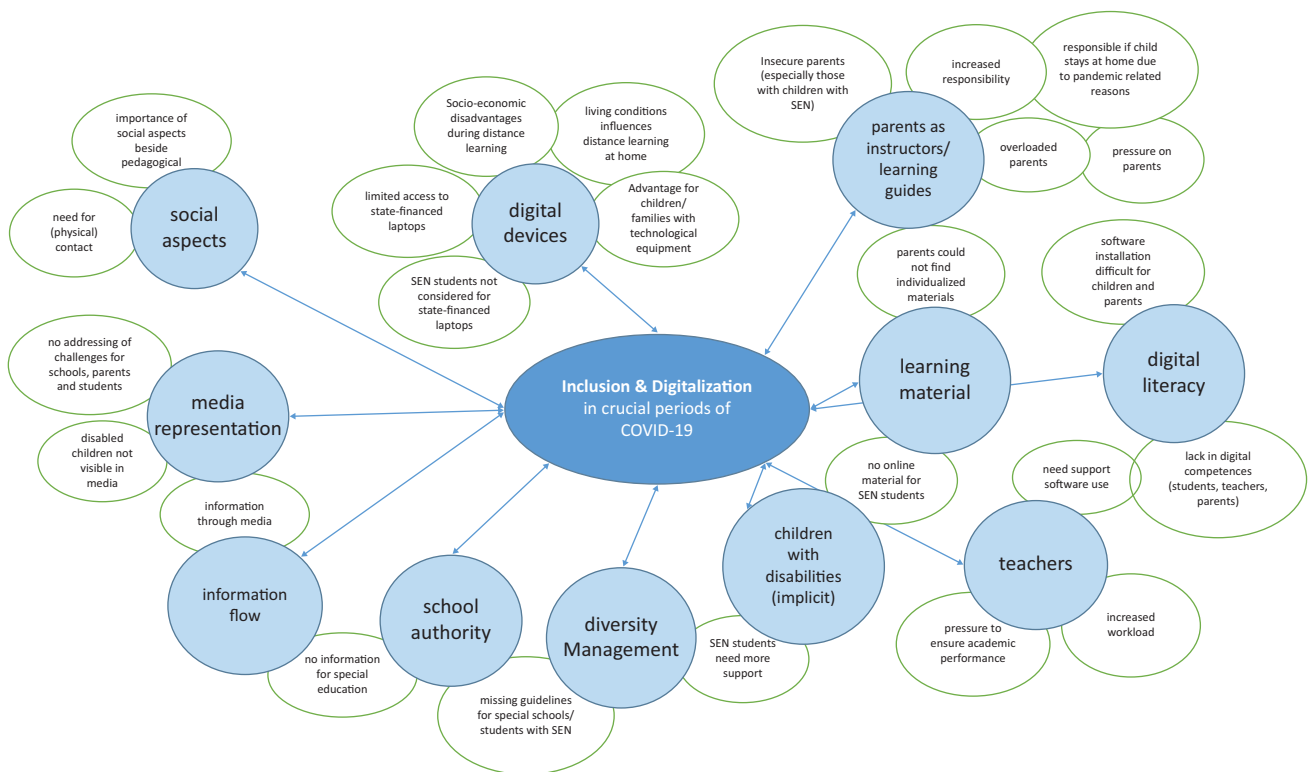 Insecure parents
(especially those
with children with
SEN)
increased
responsibility
responsible if child
stays at home due
to pandemic related
reasons
parents as
instructors/
learning
guides
overloaded
parents
pressure on
parents
importance of
social aspects
beside
pedagogical
need for
(physical)
contact
social
aspects
Socio-economic
disadvantages
during distance
learning
living conditions
influences
distance learning
at home
limited access to
state-financed
laptops
digital
devices
Advantage for
children/
families with
technological
equipment
SEN students not
considered for
state-financed
laptops
parents could
not find
individualized
materials
software
installation
difficult for
children and
parents
no addressing of
challenges for
schools, parents
and students
media
representation
disabled
children not
visible in
media
Inclusion & Digitalization
in crucial periods of
COVID-19
learning
material
digital
literacy
no online
material for
SEN students
need support
software use
lack in digital
competences
(students, teachers,
parents)
information
through media
information
flow
no information
for special
education
school
authority
missing guidelines
for special schools/
students with SEN
diversity
Management
SEN students
need more
support
children
with
disabilities
(implicit)
teachers
pressure to
ensure academic
performance
increased
workload